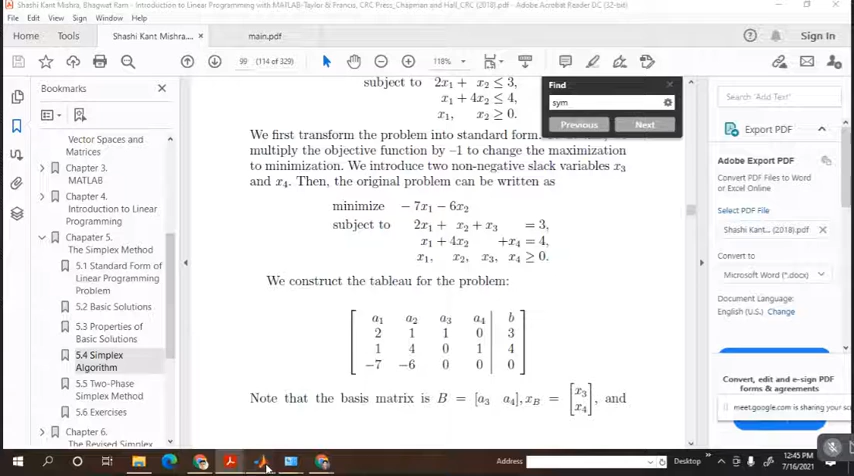 Shashi Kant Mishra, Bhagwat Ram - Introduction to Linear Programming with MATLAB-Taylor & Francis, CRC Press_Chapman and Hall_CRC (2018).pdf - Adobe Acrobat Reader DC (32-bit)
File Edit View Sign Window Help
Home Tools Shashi Kant Mishra... × main.pdf Sign In
99 (114 of 329) 118%
Bookmarks ×
Vector Spaces and Matrices
Chapter 3.
MATLAB
Chapter 4.
Introduction to Linear
Programming
Chapater 5.
The Simplex Method
5.1 Standard Form of
Linear Programming
Problem
5.2 Basic Solutions
5.3 Properties of
Basic Solutions
5.4 Simplex
Algorithm
5.5 Two-Phase
Simplex Method
5.6 Exercises
Chapter 6.
The Revised Simplex
subject to 2x1 + x2 ≤ 3,
x1 + 4x2 ≤ 4,
x1, x2 ≥ 0.
We first transform the problem into standard form.
multiply the objective function by –1 to change the maximization
to minimization. We introduce two non-negative slack variables x3
and x4. Then, the original problem can be written as
minimize − 7x1 − 6x2
subject to 2x1 + x2 + x3 = 3,
x1 + 4x2 +x4 = 4,
x1, x2, x3, x4 ≥ 0.
We construct the tableau for the problem:
a1 a2 a3 a4 b
2 1 1 0 3
1 4 0 1 4
−7 −6 0 0 0
Note that the basis matrix is B = [a3 a4], xB = [x3 x4], and
Find
sym
Previous Next
Search 'Add Text'
Export PDF
Adobe Export PDF
Convert PDF Files to Word
or Excel Online
Select PDF File
Shashi Kant... (2018).pdf ×
Convert to
Microsoft Word (*.docx)
Document Language:
English (U.S.) Change
Convert, edit and e-sign PDF
forms & agreements
meet.google.com is sharing your sc
Address Desktop 12:45 PM
7/16/2021